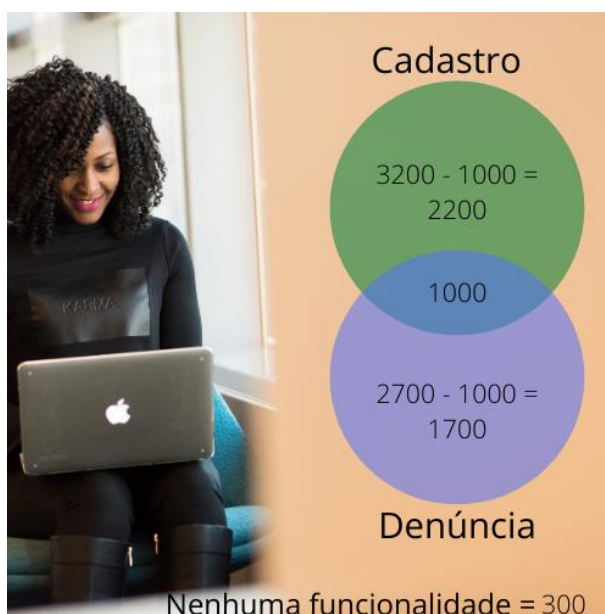 Cadastro
3200 - 1000 =
2200
1000
2700 - 1000 =
1700
Denúncia
Nenhuma funcionalidade = 300
KARMA